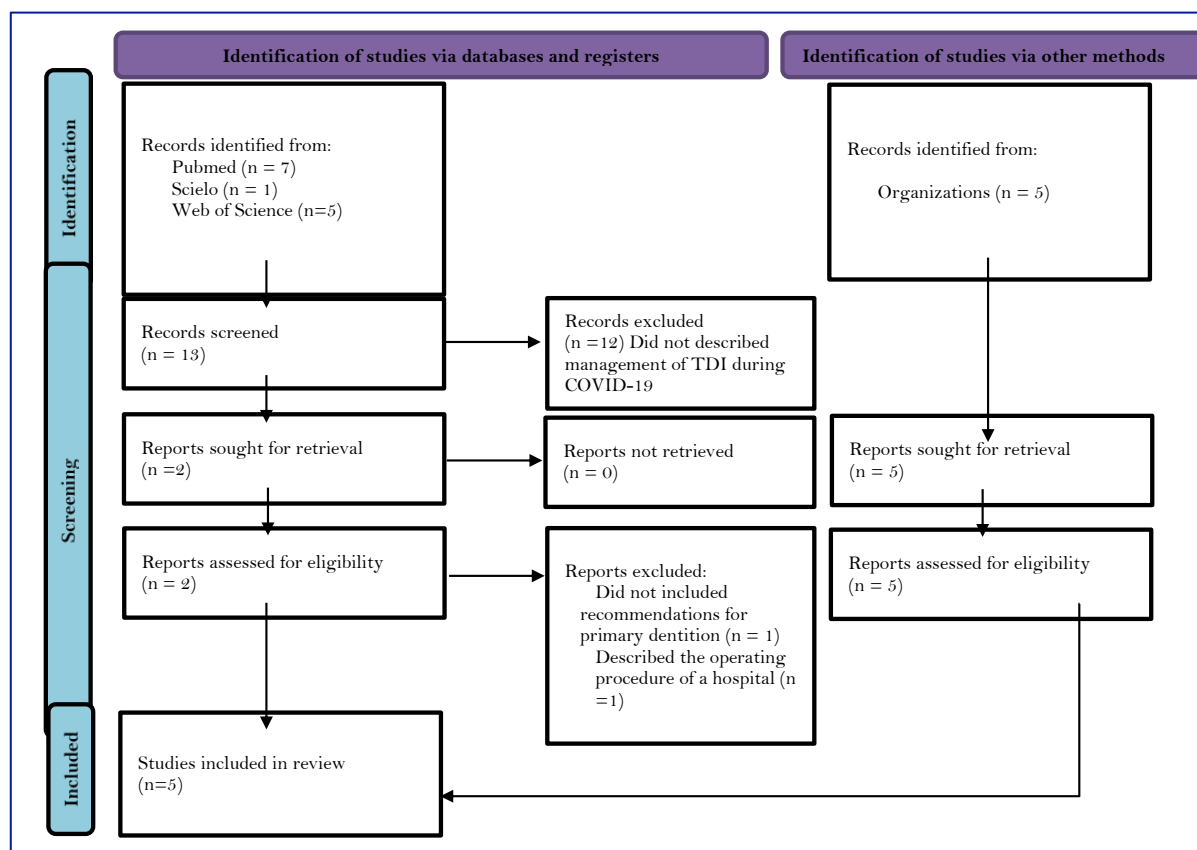 Identification of studies via databases and registers
Identification of studies via other methods
Identification
Records identified from:
Pubmed (n = 7)
Scielo (n = 1)
Web of Science (n=5)
Records identified from:
Organizations (n = 5)
Screening
Records screened
(n = 13)
Records excluded
(n =12) Did not described
management of TDI during
COVID-19
Reports sought for retrieval
(n =2)
Reports not retrieved
(n = 0)
Reports sought for retrieval
(n = 5)
Reports assessed for eligibility
(n = 2)
Reports excluded:
Did not included
recommendations for
primary dentition (n = 1)
Described the operating
procedure of a hospital (n
=1)
Reports assessed for eligibility
(n = 5)
Included
Studies included in review
(n=5)